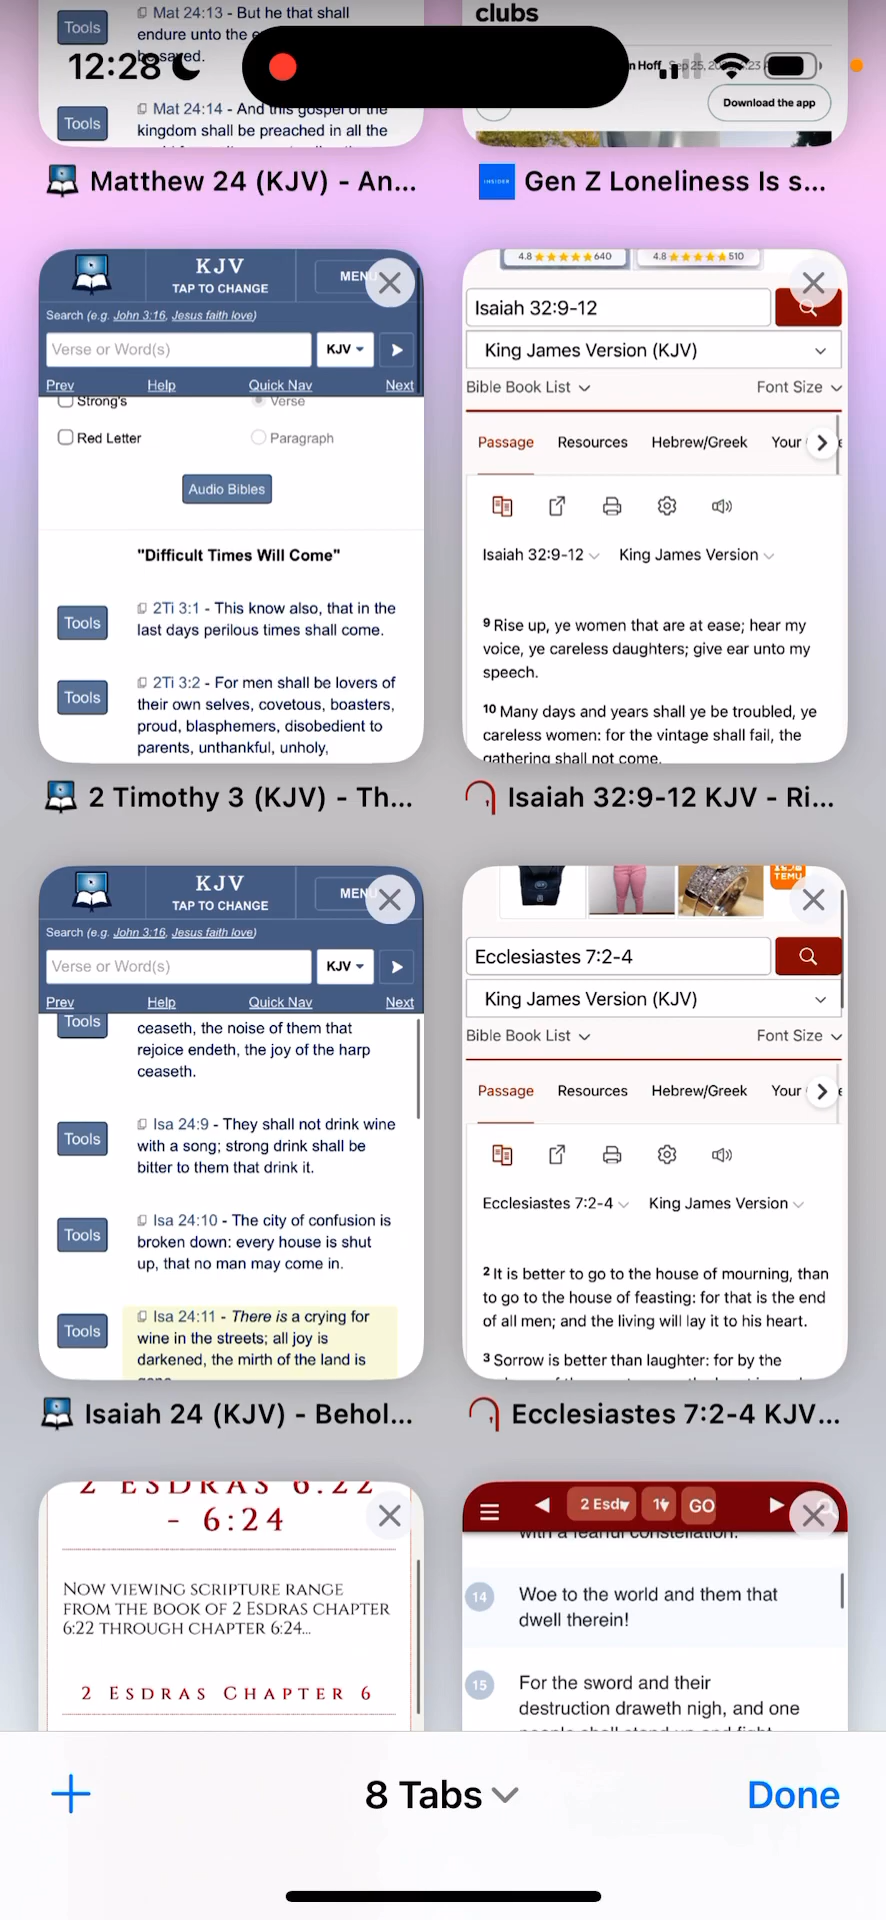 Mat 24:13 - But he that shall
Tools
endure unto the
be saved.
clubs
12:28
n Hoff
Download the app
Mat 24:14 - And this gospel of the
Tools
kingdom shall be preached in all the
Matthew 24 (KJV) - An...
INSIDER
Gen Z Loneliness Is s...
KJV
TAP TO CHANGE
MENU
Search (e.g. John 3:16, Jesus faith love)
Verse or Word(s)
KJV
Prev Help Quick Nav Next
Strong's Verse
Red Letter Paragraph
Audio Bibles
"Difficult Times Will Come"
Tools
2Ti 3:1 - This know also, that in the
last days perilous times shall come.
Tools
2Ti 3:2 - For men shall be lovers of
their own selves, covetous, boasters,
proud, blasphemers, disobedient to
parents, unthankful, unholy,
2 Timothy 3 (KJV) - Th...
4.8 640 4.8 510
Isaiah 32:9-12
King James Version (KJV)
Bible Book List Font Size
Passage Resources Hebrew/Greek Your
Isaiah 32:9-12 King James Version
9 Rise up, ye women that are at ease; hear my
voice, ye careless daughters; give ear unto my
speech.
10 Many days and years shall ye be troubled, ye
careless women: for the vintage shall fail, the
gathering shall not come.
Isaiah 32:9-12 KJV - Ri...
KJV
TAP TO CHANGE
MENU
Search (e.g. John 3:16, Jesus faith love)
Verse or Word(s)
KJV
Prev Help Quick Nav Next
Tools
ceaseth, the noise of them that
rejoice endeth, the joy of the harp
ceaseth.
Tools
Isa 24:9 - They shall not drink wine
with a song; strong drink shall be
bitter to them that drink it.
Tools
Isa 24:10 - The city of confusion is
broken down: every house is shut
up, that no man may come in.
Tools
Isa 24:11 - There is a crying for
wine in the streets; all joy is
darkened, the mirth of the land is
Isaiah 24 (KJV) - Behol...
TEMU
Ecclesiastes 7:2-4
King James Version (KJV)
Bible Book List Font Size
Passage Resources Hebrew/Greek Your
Ecclesiastes 7:2-4 King James Version
2 It is better to go to the house of mourning, than
to go to the house of feasting: for that is the end
of all men; and the living will lay it to his heart.
3 Sorrow is better than laughter: for by the
Ecclesiastes 7:2-4 KJV...
2 ESDRAS 6:22
- 6:24
NOW VIEWING SCRIPTURE RANGE
FROM THE BOOK OF 2 ESDRAS CHAPTER
6:22 THROUGH CHAPTER 6:24...
2 ESDRAS CHAPTER 6
2 Esd 1 GO
with a fearful constellation.
14 Woe to the world and them that
dwell therein!
15 For the sword and their
destruction draweth nigh, and one
people shall stand up and fight
8 Tabs
Done